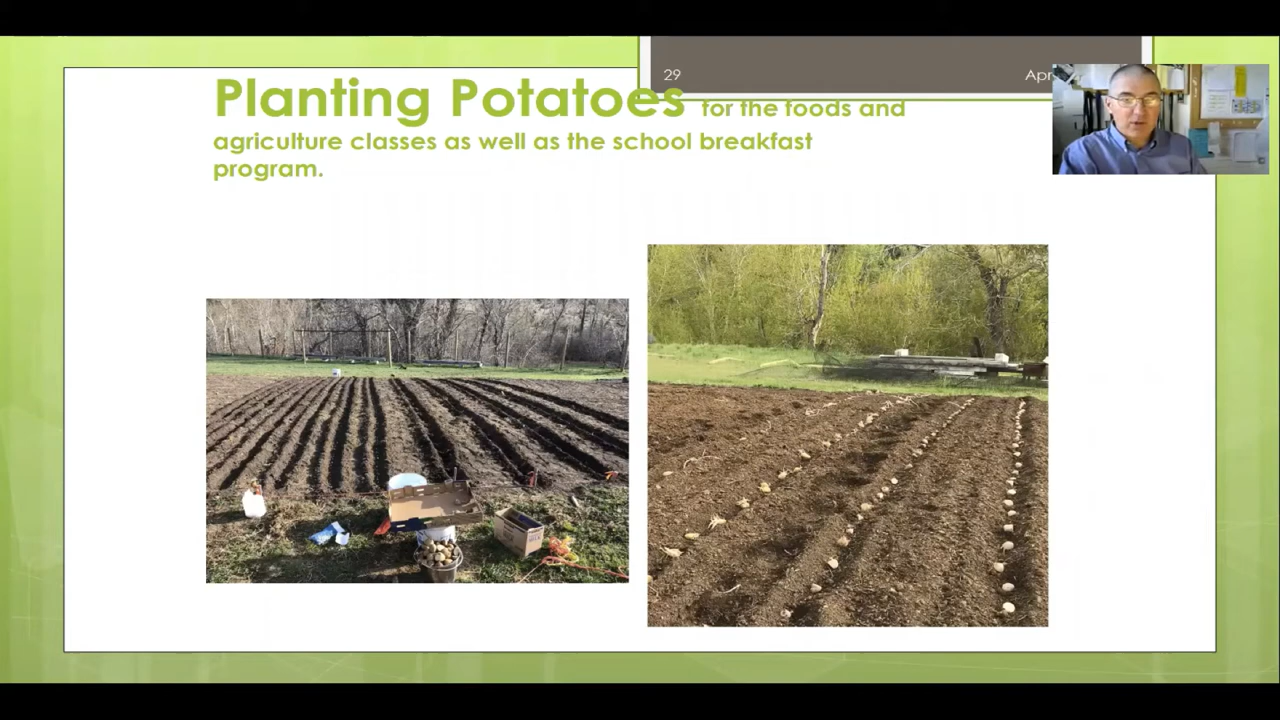 29
Planting Potatoes for the foods and
agriculture classes as well as the school breakfast
program.